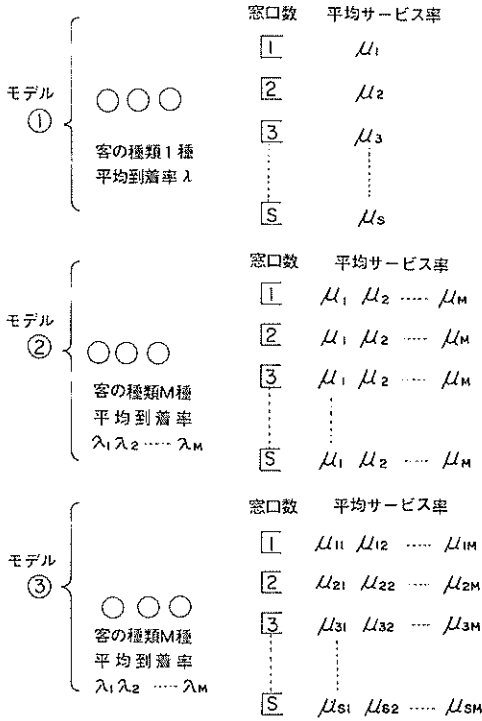 窓口数 平均サービス率
1 μ1
モデル
① 2 μ2
3 μ3
客の種類1種
平均到着率 λ
S μS
窓口数 平均サービス率
1 μ1 μ2 ····· μM
モデル
② 2 μ1 μ2 ···· μM
3 μ1 μ2 ···· μM
客の種類M種
平均到着率
λ1 λ2 ····· λM
S μ1 μ2 ···· μM
窓口数 平均サービス率
1 μ11 μ12 ····· μ1M
モデル
③ 2 μ21 μ22 ···· μ2M
3 μ31 μ32 ···· μ3M
客の種類M種
平均到着率
λ1 λ2 ····· λM
S μS1 μS2 ····· μSM